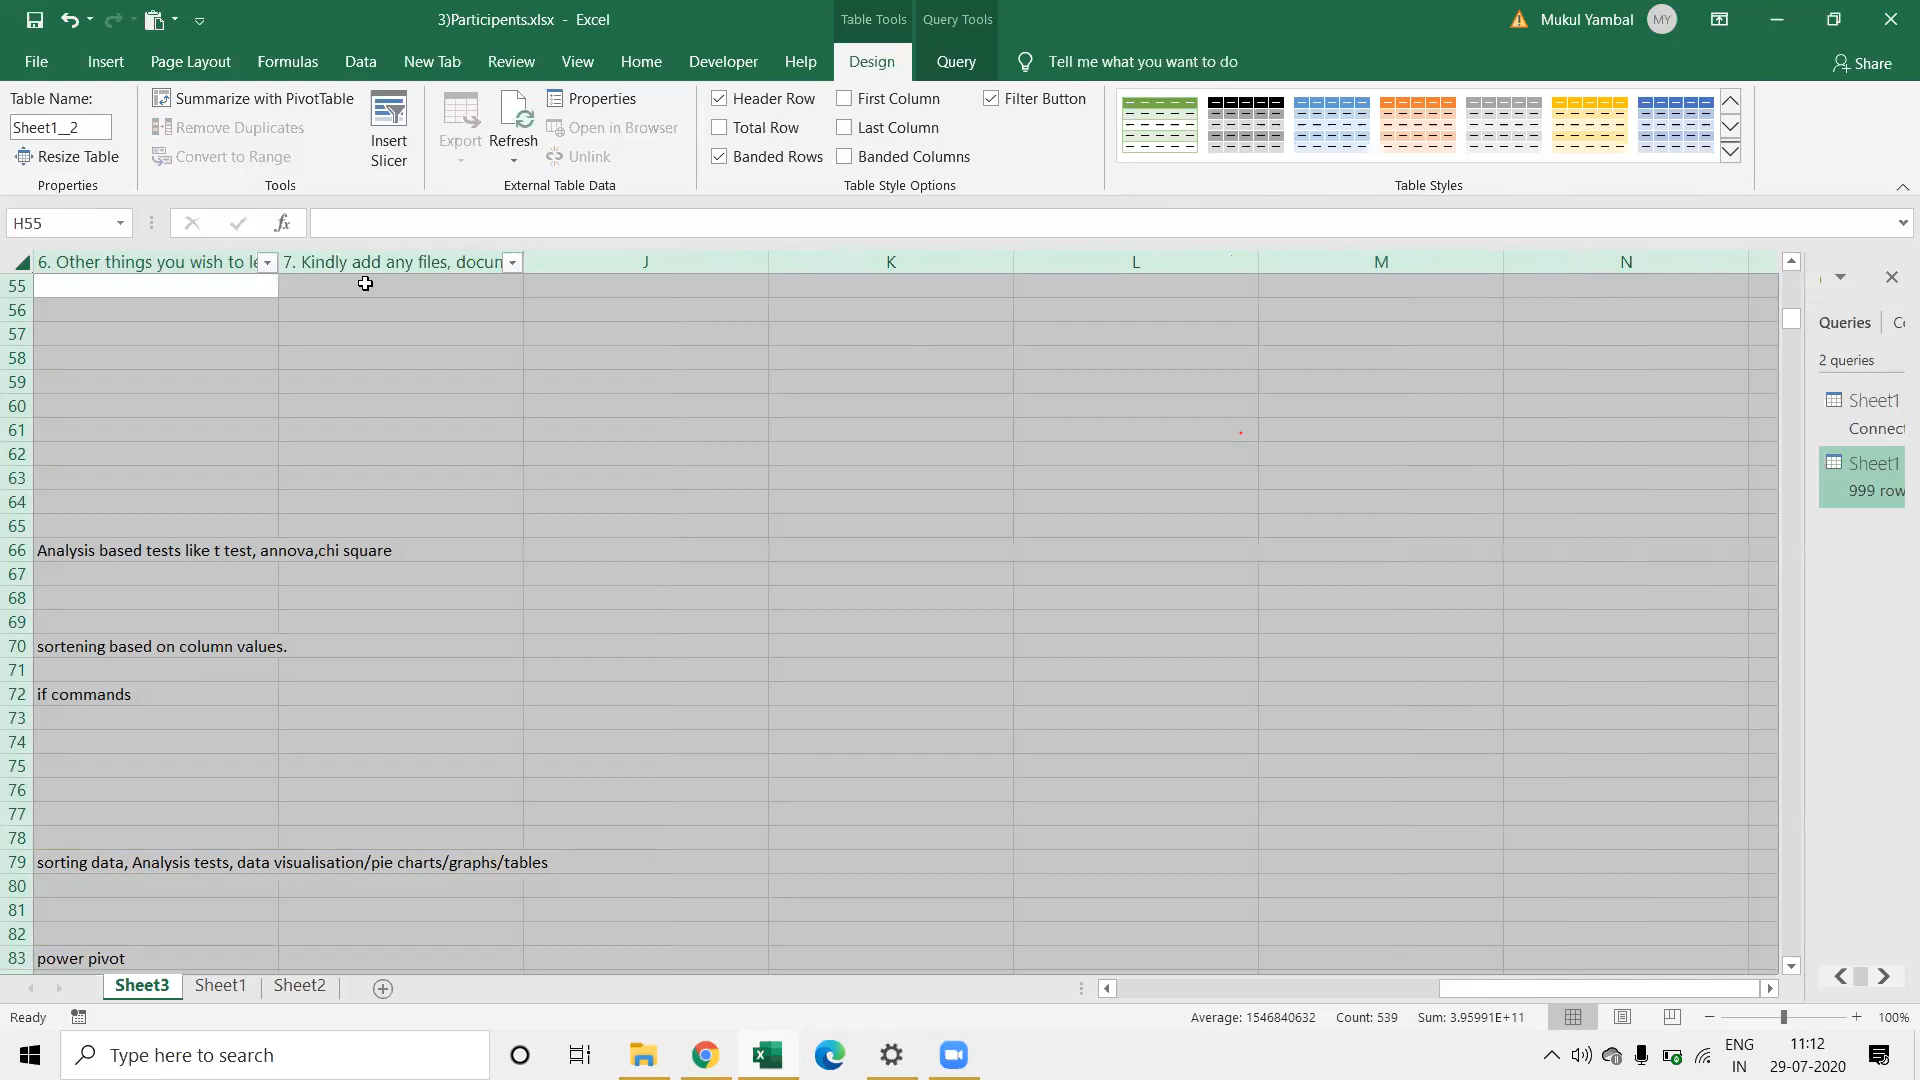 3)Participents.xlsx - Excel
Table Tools
Query Tools
Mukul Yambal
MY
File
Insert
Page Layout
Formulas
Data
New Tab
Review
View
Home
Developer
Help
Design
Query
Tell me what you want to do
Share
Table Name:
Sheet1__2
Resize Table
Properties
Summarize with PivotTable
Remove Duplicates
Convert to Range
Tools
Insert
Slicer
Export
Refresh
Properties
Open in Browser
Unlink
External Table Data
Header Row
Total Row
Banded Rows
First Column
Last Column
Banded Columns
Filter Button
Table Style Options
Table Styles
H55
fx
6. Other things you wish to le
7. Kindly add any files, docun
J
K
L
M
N
55
56
57
58
59
60
61
62
63
64
65
66 Analysis based tests like t test, annova,chi square
67
68
69
70 sortening based on column values.
71
72 if commands
73
74
75
76
77
78
79 sorting data, Analysis tests, data visualisation/pie charts/graphs/tables
80
81
82
83 power pivot
Queries
2 queries
Sheet1
Connect
Sheet1
999 row
Sheet3
Sheet1
Sheet2
Ready
Average: 1546840632
Count: 539
Sum: 3.95991E+11
100%
Type here to search
ENG
IN
11:12
29-07-2020